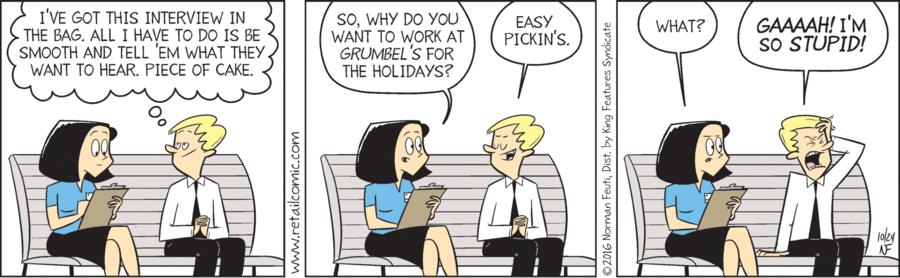 I'VE GOT THIS INTERVIEW IN
THE BAG. ALL I HAVE TO DO IS BE
SMOOTH AND TELL 'EM WHAT THEY
WANT TO HEAR. PIECE OF CAKE.
www.retailcomic.com
SO, WHY DO YOU
WANT TO WORK AT
GRUMBEL'S FOR
THE HOLIDAYS?
EASY
PICKIN'S.
©2016 Norman Feuti, Dist. by King Features Syndicate
WHAT?
GAAAAH! I'M
SO STUPID!
10/24
NF